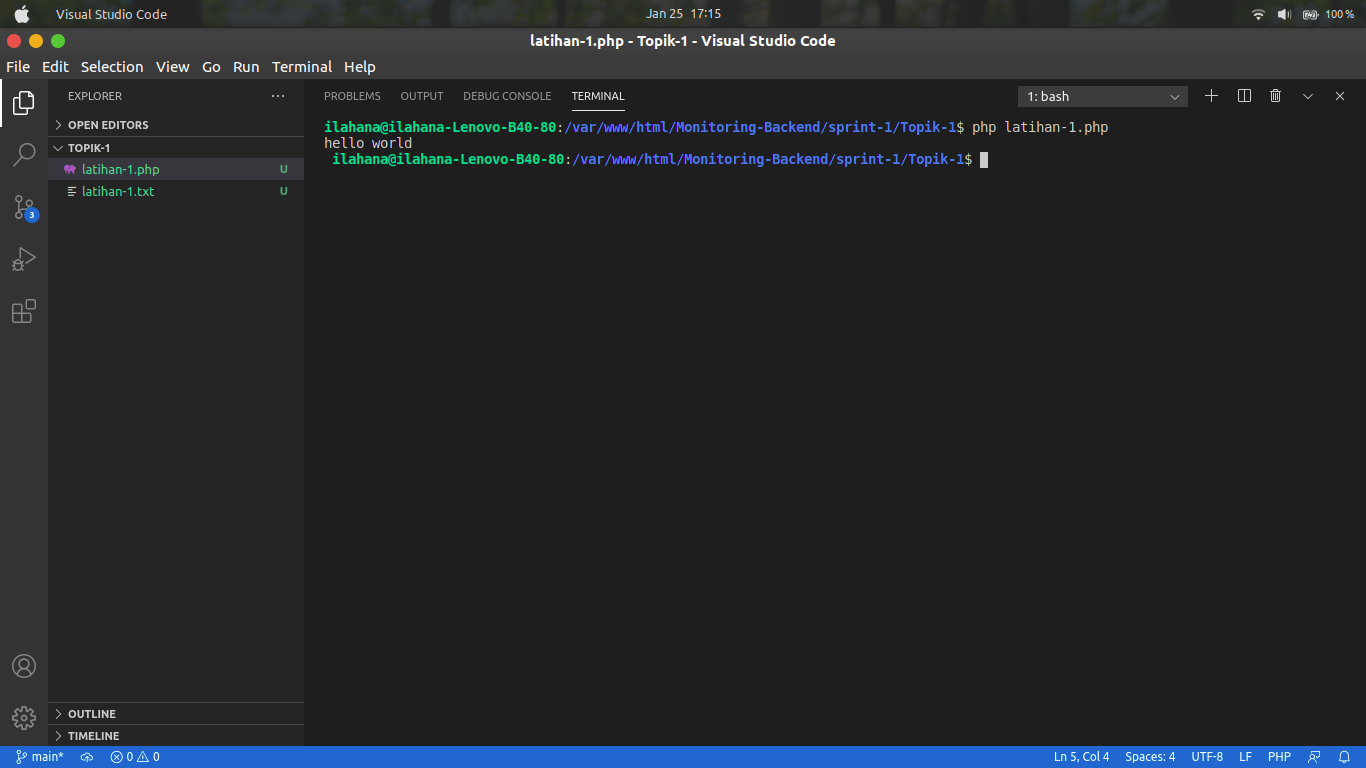 Visual Studio Code
Jan 25 17:15
100 %
latihan-1.php - Topik-1 - Visual Studio Code
File Edit Selection View Go Run Terminal Help
EXPLORER
OPEN EDITORS
TOPIK-1
latihan-1.php U
latihan-1.txt U
3
OUTLINE
TIMELINE
PROBLEMS OUTPUT DEBUG CONSOLE TERMINAL
1: bash
ilahana@ilahana-Lenovo-B40-80:/var/www/html/Monitoring-Backend/sprint-1/Topik-1$ php latihan-1.php
hello world
ilahana@ilahana-Lenovo-B40-80:/var/www/html/Monitoring-Backend/sprint-1/Topik-1$
main* 0 0
Ln 5, Col 4 Spaces: 4 UTF-8 LF PHP